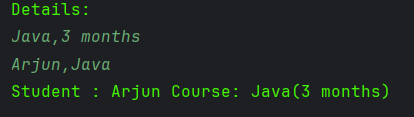 Details:
Java,3 months
Arjun,Java
Student : Arjun Course: Java(3 months)